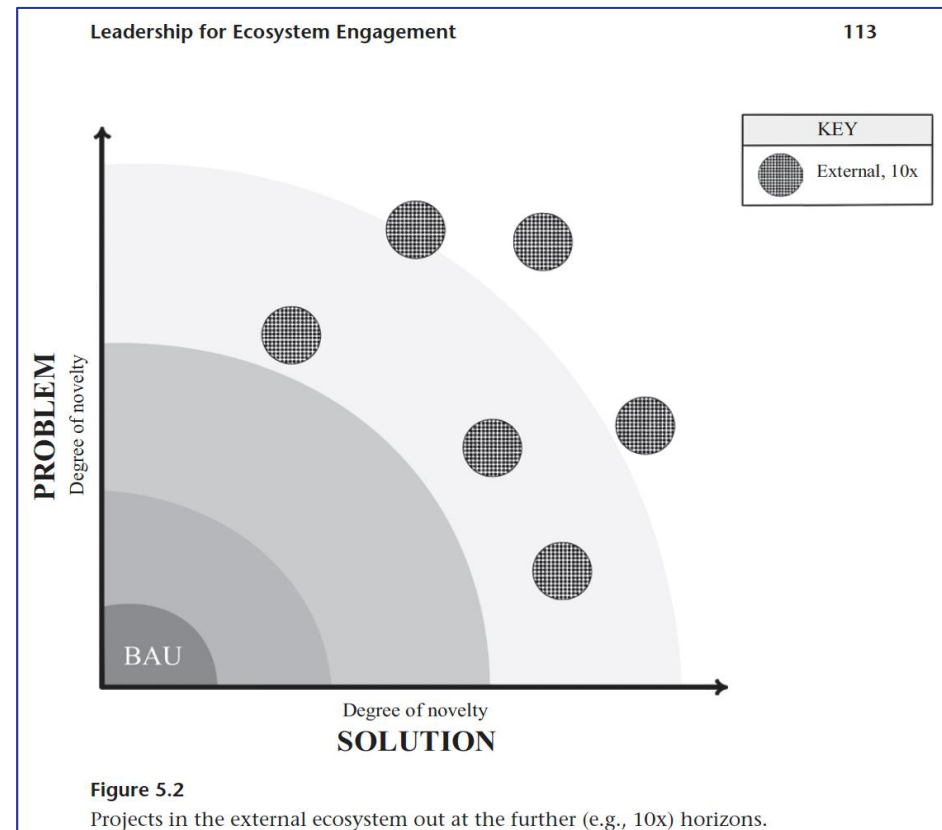 Leadership for Ecosystem Engagement 113
KEY
External, 10x
PROBLEM
Degree of novelty
BAU
Degree of novelty
SOLUTION
Figure 5.2
Projects in the external ecosystem out at the further (e.g., 10x) horizons.